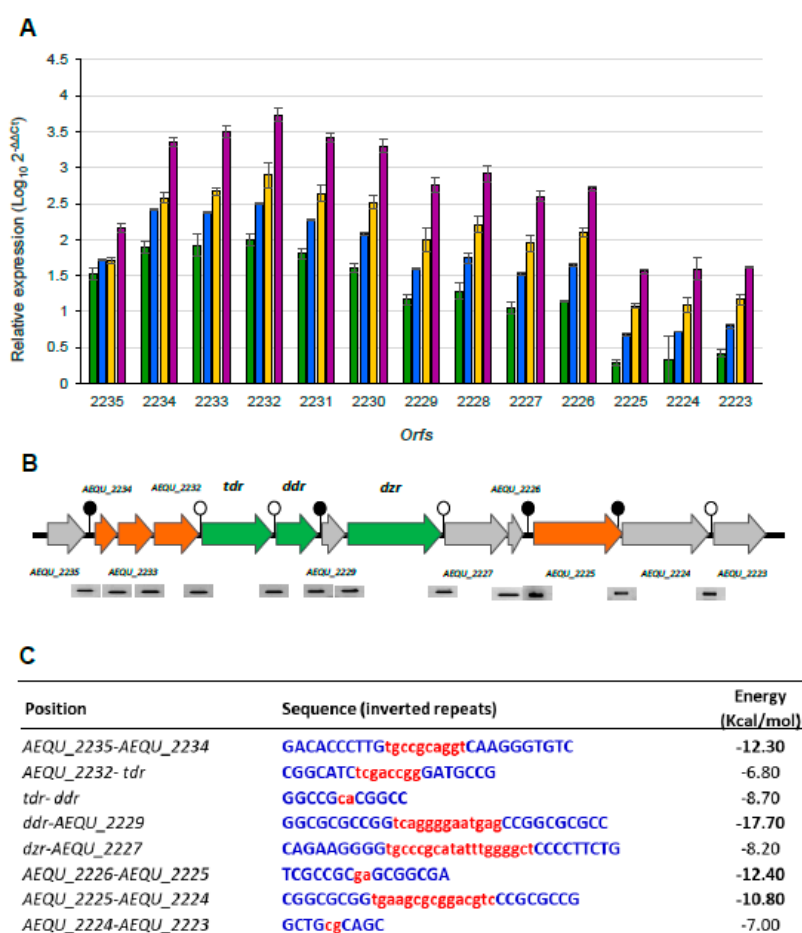 A
Relative expression (Log10 2-ΔΔCt)
4.5
4
3.5
3
2.5
2
1.5
1
0.5
0
2235 2234 2233 2232 2231 2230 2229 2228 2227 2226 2225 2224 2223
Orfs
B
AEQU_2234 AEQU_2232 tdr ddr dzr AEQU_2226
AEQU_2235 AEQU_2233 AEQU_2229 AEQU_2227 AEQU_2225 AEQU_2224 AEQU_2223
C
Position Sequence (inverted repeats) Energy
(Kcal/mol)
AEQU_2235-AEQU_2234 GACACCCTTGtgccgcaggtCAAGGGTGTC -12.30
AEQU_2232- tdr CGGCATCtcgaccggGATGCCG -6.80
tdr- ddr GGCCGcaCGGCC -8.70
ddr-AEQU_2229 GGCGCGCCGGtcaggggaatgagCCGGCGCGCC -17.70
dzr-AEQU_2227 CAGAAGGGGtgcccgcatatttggggctCCCCTTCTG -8.20
AEQU_2226-AEQU_2225 TCGCCGCgaGCGGCGA -12.40
AEQU_2225-AEQU_2224 CGGCGCGGtgaagcgcggacgtcCCGCGCCG -10.80
AEQU_2224-AEQU_2223 GCTGcgCAGC -7.00